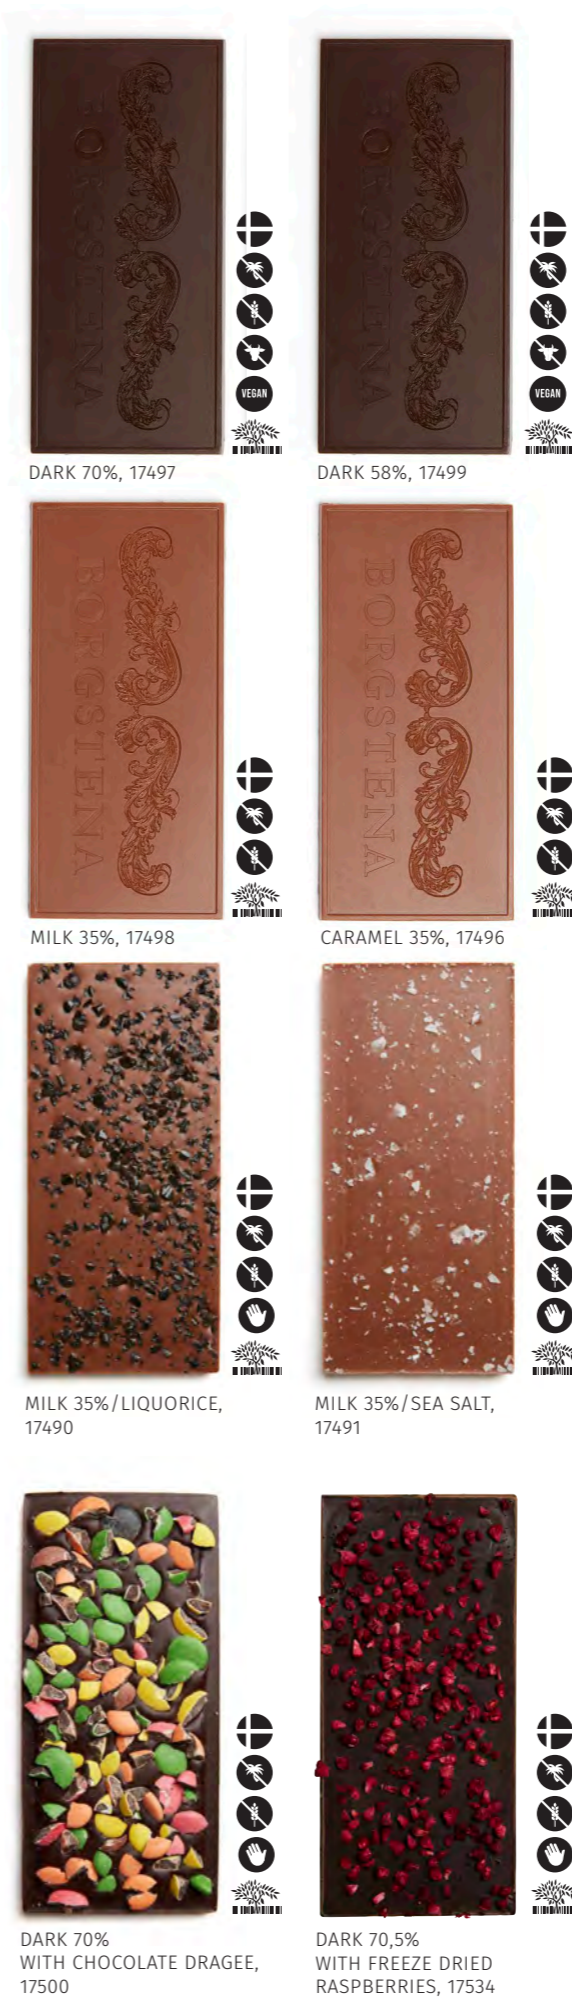 BORGSTENA
BORGSTENA
VEGAN
VEGAN
DARK 70%, 17497
DARK 58%, 17499
BORGSTENA
BORGSTENA
MILK 35%, 17498
CARAMEL 35%, 17496
MILK 35%/LIQUORICE,
17490
MILK 35%/SEA SALT,
17491
DARK 70%
WITH CHOCOLATE DRAGEE,
17500
DARK 70,5%
WITH FREEZE DRIED
RASPBERRIES, 17534